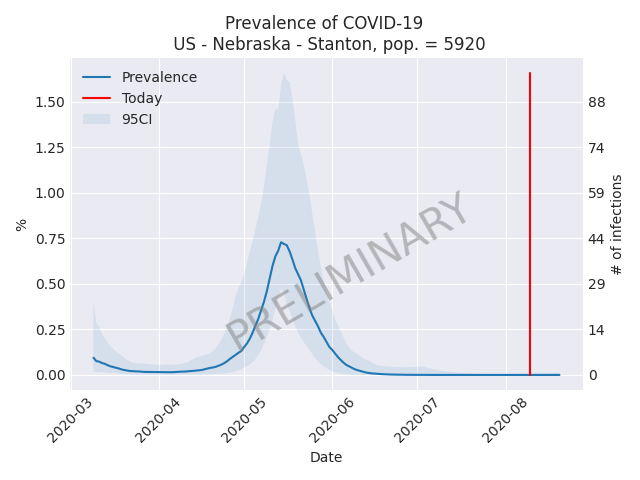 Prevalence of COVID-19
US - Nebraska - Stanton, pop. = 5920
Prevalence
Today
95CI
1.50
1.25
1.00
0.75
0.50
0.25
0.00
%
88
74
59
44
29
14
0
# of infections
PRELIMINARY
2020-03
2020-04
2020-05
2020-06
2020-07
2020-08
Date